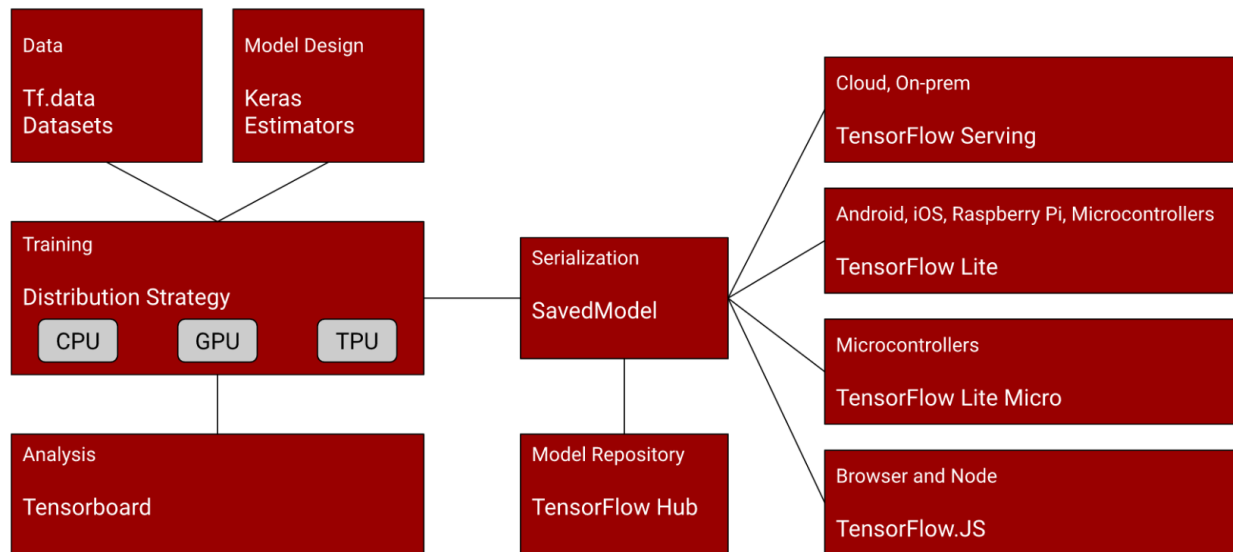 Data
Tf.data
Datasets
Model Design
Keras
Estimators
Training
Distribution Strategy
CPU
GPU
TPU
Analysis
Tensorboard
Serialization
SavedModel
Model Repository
TensorFlow Hub
Cloud, On-prem
TensorFlow Serving
Android, iOS, Raspberry Pi, Microcontrollers
TensorFlow Lite
Microcontrollers
TensorFlow Lite Micro
Browser and Node
TensorFlow.JS